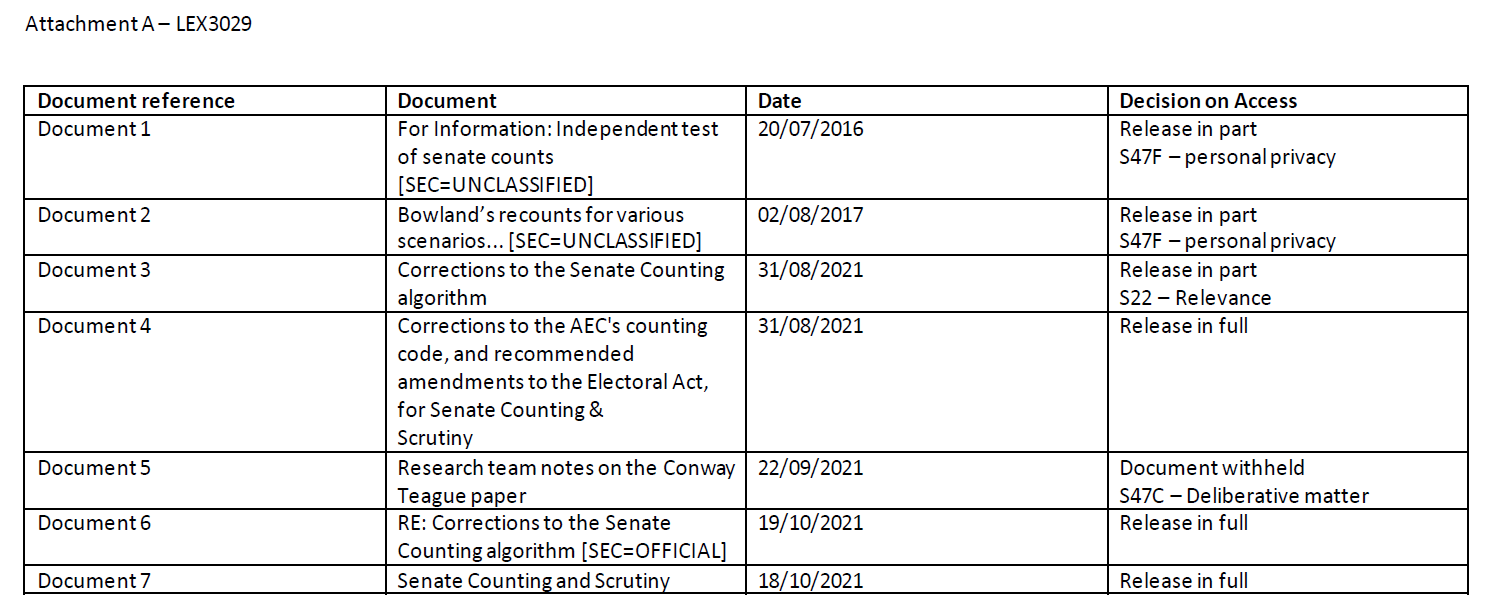 Attachment A – LEX3029
Document reference Document Date Decision on Access
Document 1 For Information: Independent test 20/07/2016 Release in part
of senate counts S47F – personal privacy
[SEC=UNCLASSIFIED]
Document 2 Bowland’s recounts for various 02/08/2017 Release in part
scenarios... [SEC=UNCLASSIFIED] S47F – personal privacy
Document 3 Corrections to the Senate Counting 31/08/2021 Release in part
algorithm S22 – Relevance
Document 4 Corrections to the AEC's counting 31/08/2021 Release in full
code, and recommended
amendments to the Electoral Act,
for Senate Counting &
Scrutiny
Document 5 Research team notes on the Conway 22/09/2021 Document withheld
Teague paper S47C – Deliberative matter
Document 6 RE: Corrections to the Senate 19/10/2021 Release in full
Counting algorithm [SEC=OFFICIAL]
Document 7 Senate Counting and Scrutiny 18/10/2021 Release in full